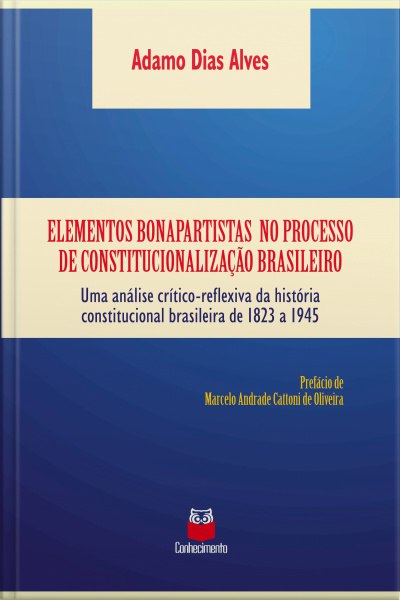 Adamo Dias Alves
ELEMENTOS BONAPARTISTAS NO PROCESSO
DE CONSTITUCIONALIZAÇÃO BRASILEIRO
Uma análise crítico-reflexiva da história
constitucional brasileira de 1823 a 1945
Prefácio de
Marcelo Andrade Cattoni de Oliveira
Conhecimento